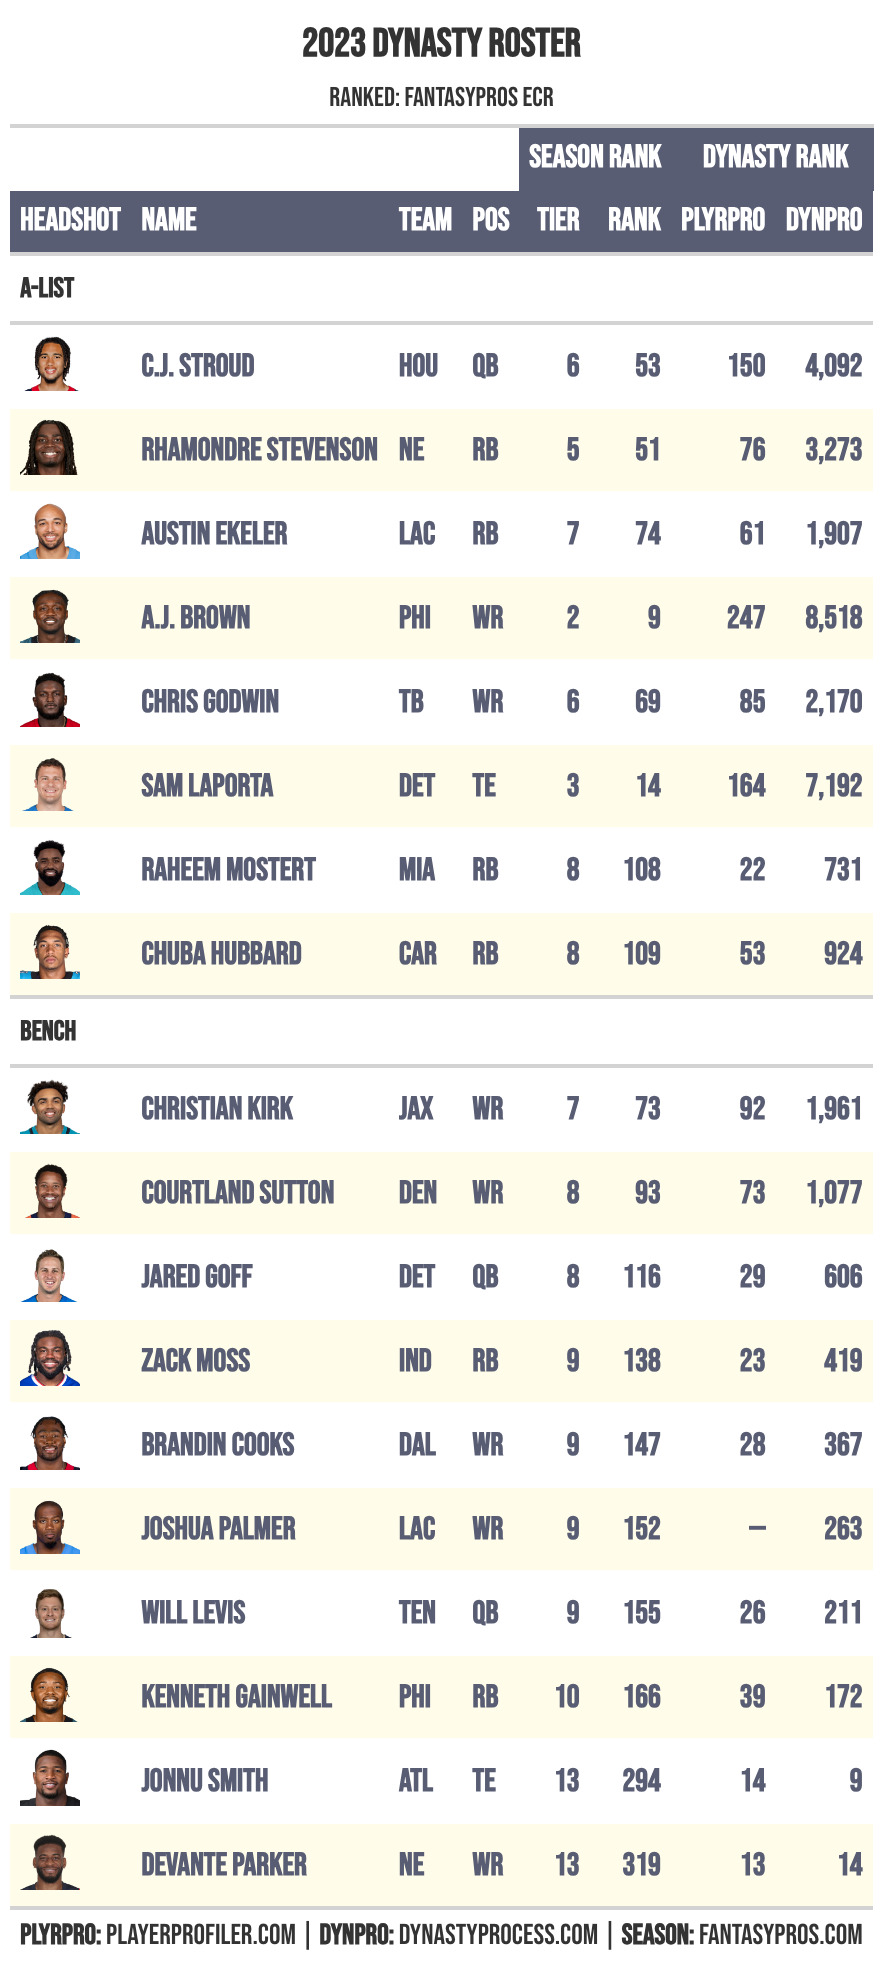 2023 DYNASTY ROSTER
RANKED: FANTASYPROS ECR
SEASON RANK DYNASTY RANK
HEADSHOT NAME TEAM POS TIER RANK PLYRPRO DYNPRO
A-LIST
C.J. STROUD HOU QB 6 53 150 4,092
RHAMONDRE STEVENSON NE RB 5 51 76 3,273
AUSTIN EKELER LAC RB 7 74 61 1,907
A.J. BROWN PHI WR 2 9 247 8,518
CHRIS GODWIN TB WR 6 69 85 2,170
SAM LAPORTA DET TE 3 14 164 7,192
RAHEEM MOSTERT MIA RB 8 108 22 731
CHUBA HUBBARD CAR RB 8 109 53 924
BENCH
CHRISTIAN KIRK JAX WR 7 73 92 1,961
COURTLAND SUTTON DEN WR 8 93 73 1,077
JARED GOFF DET QB 8 116 29 606
ZACK MOSS IND RB 9 138 23 419
BRANDIN COOKS DAL WR 9 147 28 367
JOSHUA PALMER LAC WR 9 152 — 263
WILL LEVIS TEN QB 9 155 26 211
KENNETH GAINWELL PHI RB 10 166 39 172
JONNU SMITH ATL TE 13 294 14 9
DEVANTE PARKER NE WR 13 319 13 14
PLYRPRO: PLAYERPROFILER.COM | DYNPRO: DYNASTYPROCESS.COM | SEASON: FANTASYPROS.COM